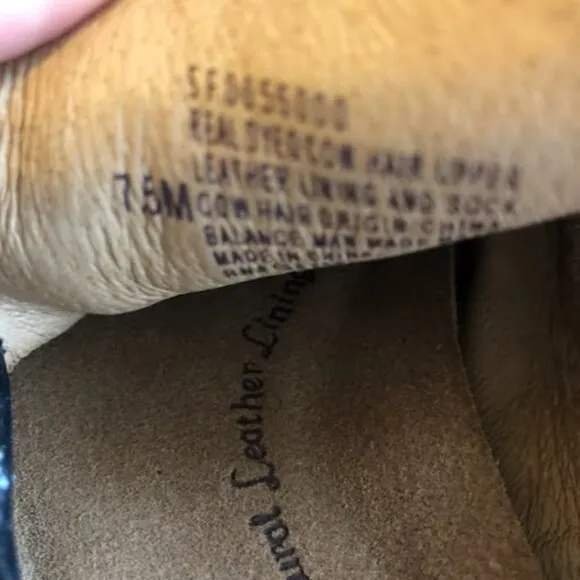 SFD655000
REAL DYED COW HAIR UPPER
LEATHER LINING AND SOCK
7.5M COW HAIR ORIGIN CHINA
BALANCE MAN MADE
MADE IN CHINA
Leather Lining